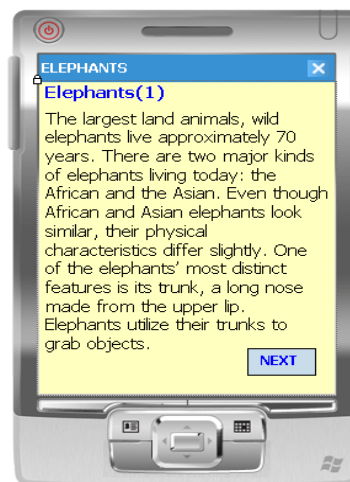 ELEPHANTS
Elephants(1)
The largest land animals, wild
elephants live approximately 70
years. There are two major kinds
of elephants living today: the
African and the Asian. Even though
African and Asian elephants look
similar, their physical
characteristics differ slightly. One
of the elephants' most distinct
features is its trunk, a long nose
made from the upper lip.
Elephants utilize their trunks to
grab objects.
NEXT